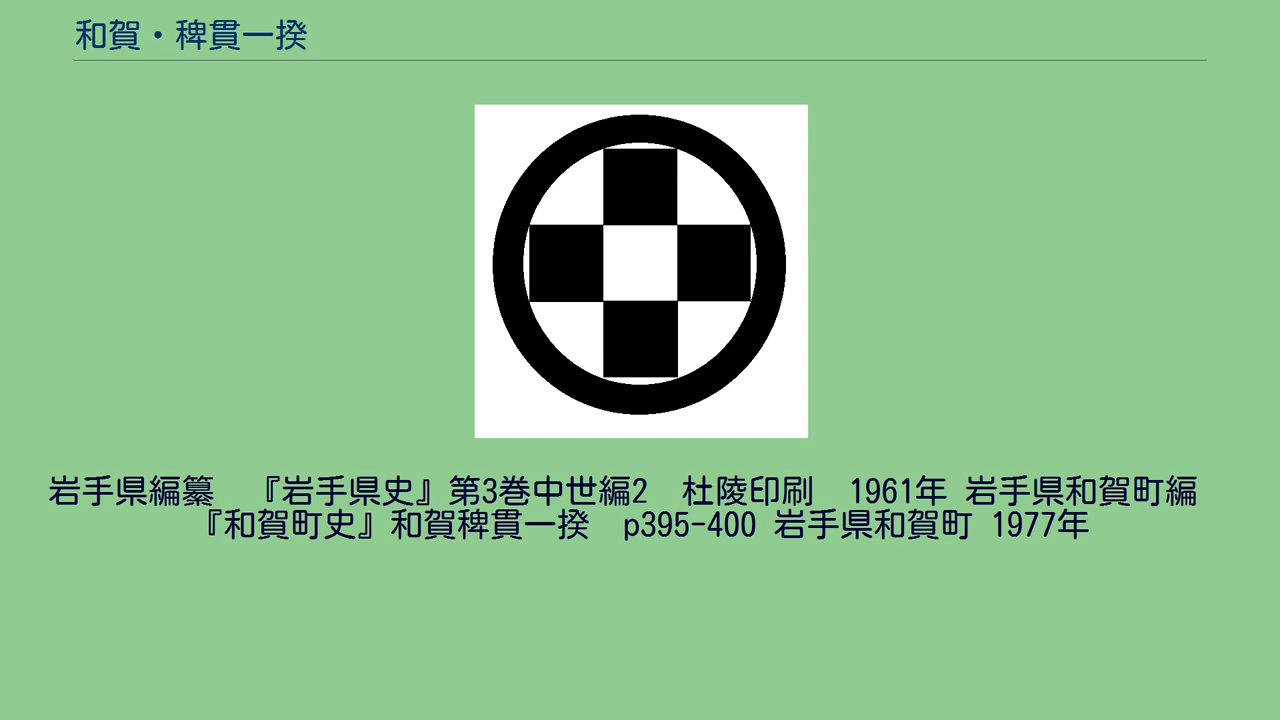 和賀・稗貫一揆
岩手県編纂　『岩手県史』第3巻中世編2　杜陵印刷　1961年 岩手県和賀町編
『和賀町史』和賀稗貫一揆　p395-400 岩手県和賀町 1977年